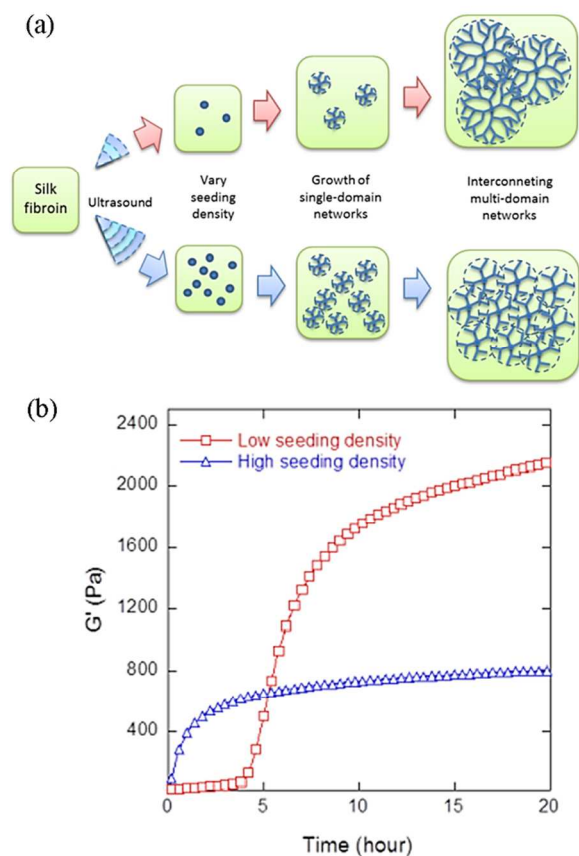 (a)
Silk
fibroin
Ultrasound
Vary
seeding
density
Growth of
single-domain
networks
Interconneting
multi-domain
networks
(b)
Low seeding density
High seeding density
2400
2000
1600
1200
800
400
G' (Pa)
0 5 10 15 20
Time (hour)